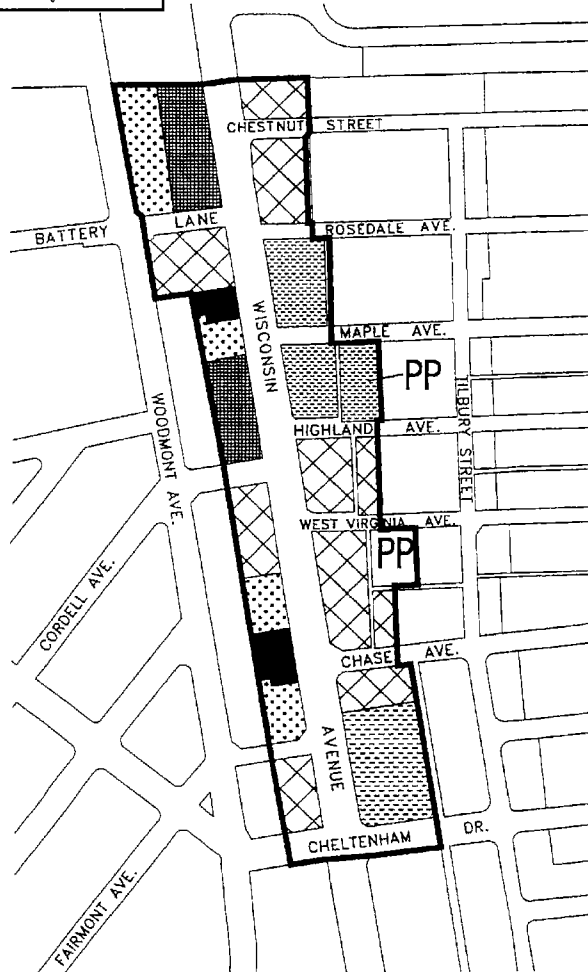 CHESTNUT STREET
BATTERY LANE
ROSEDALE AVE.
WISCONSIN AVENUE
MAPLE AVE.
PP
TILBURY STREET
WOODMONT AVE.
HIGHLAND AVE.
WEST VIRGINIA AVE.
PP
CORDELL AVE.
CHASE AVE.
CHELTENHAM DR.
FAIRMONT AVE.